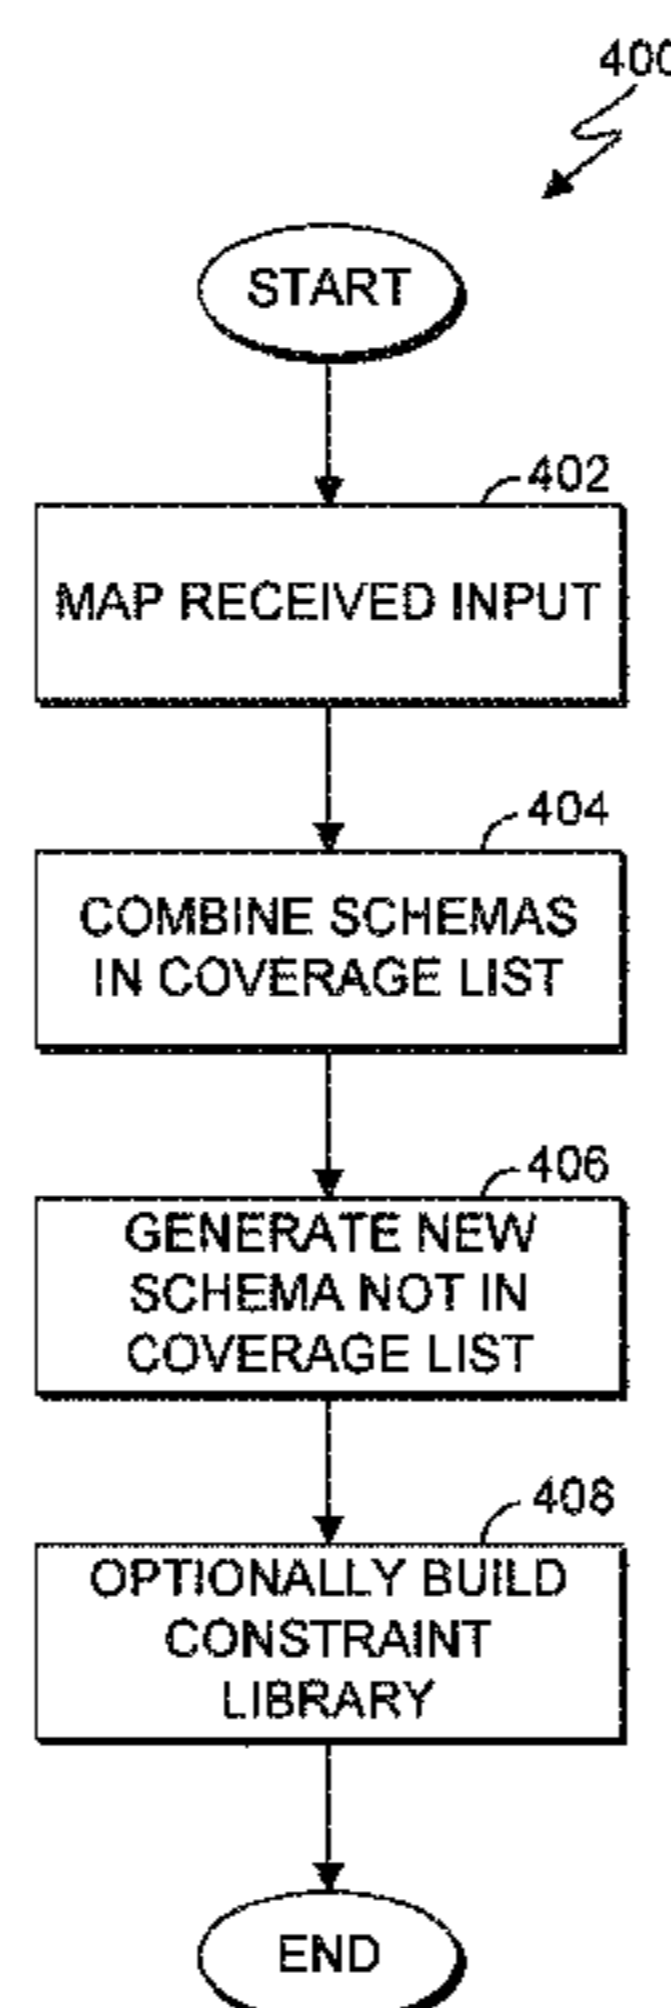 400
START
402
MAP RECEIVED INPUT
404
COMBINE SCHEMAS
IN COVERAGE LIST
406
GENERATE NEW
SCHEMA NOT IN
COVERAGE LIST
408
OPTIONALLY BUILD
CONSTRAINT
LIBRARY
END